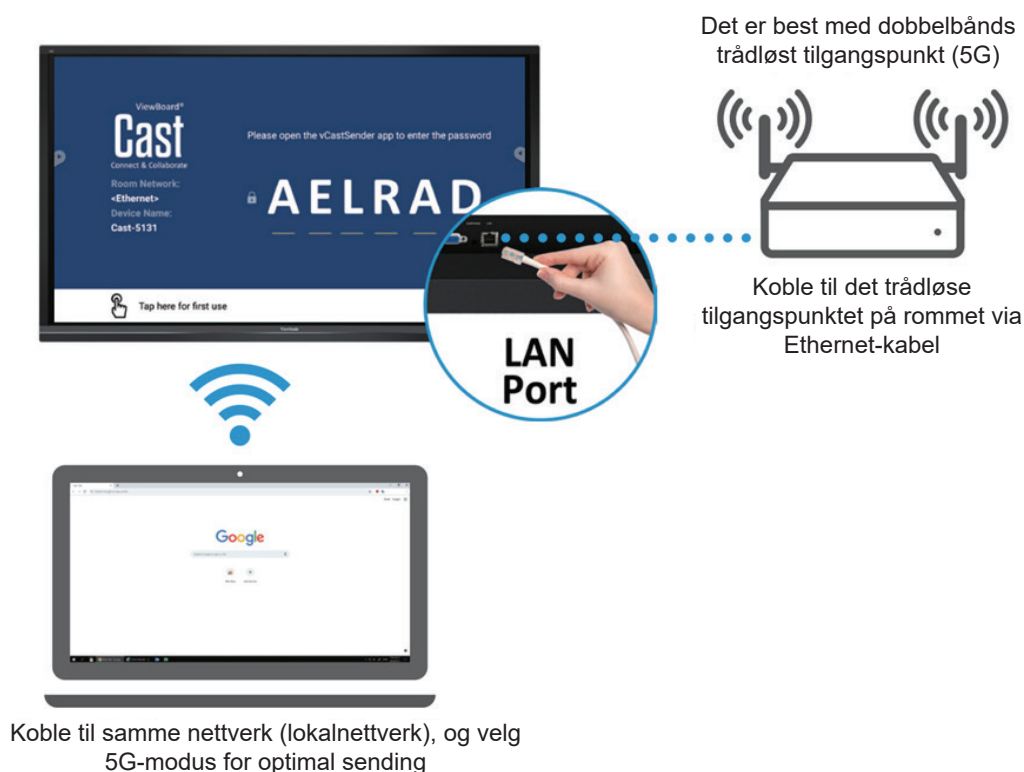 Det er best med dobbelbånds
trådløst tilgangspunkt (5G)
ViewBoard®
Cast
Connect & Collaborate
Please open the vCastSender app to enter the password
Room Network:
<Ethernet>
Device Name:
Cast-5131
AELRAD
Tap here for first use
LAN
Port
Koble til det trådløse
tilgangspunktet på rommet via
Ethernet-kabel
Google
Koble til samme nettverk (lokalnettverk), og velg
5G-modus for optimal sending